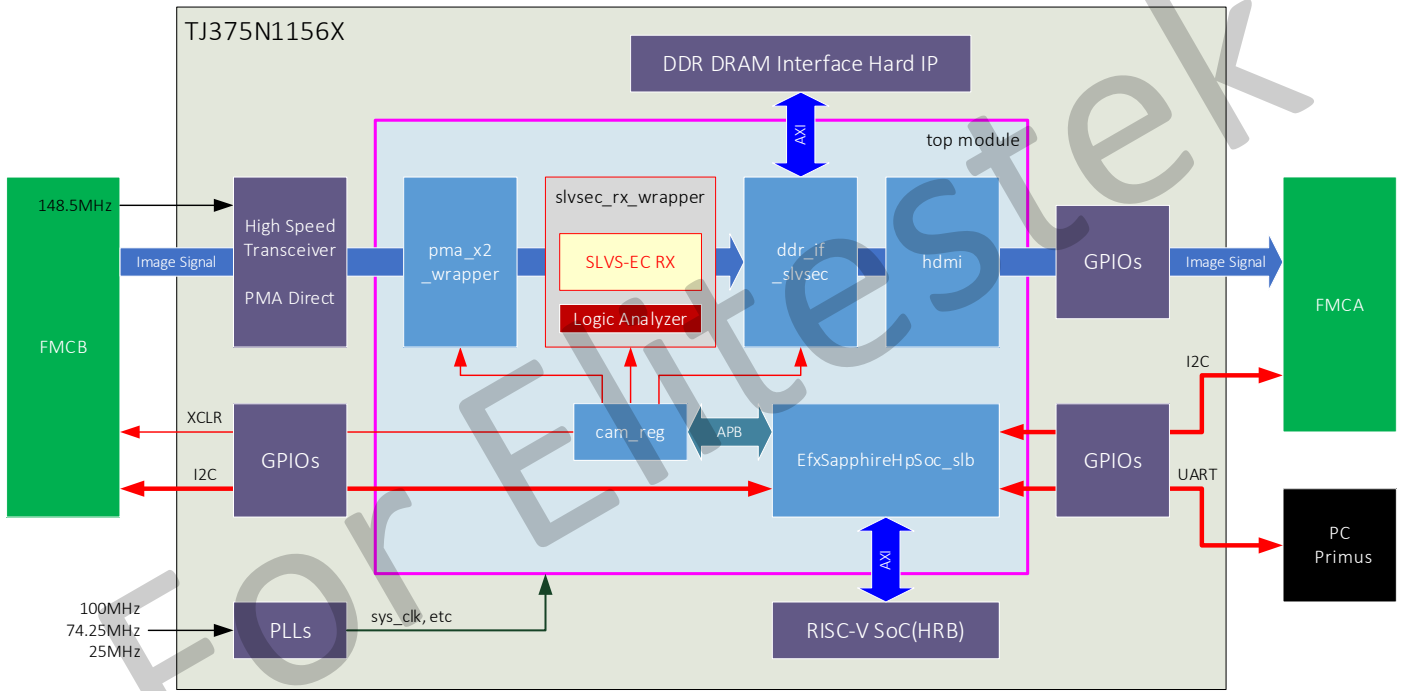 TJ375N1156X
DDR DRAM Interface Hard IP
AXI
top module
148.5MHz
Image Signal
FMCB
High Speed
Transceiver
PMA Direct
pma_x2
_wrapper
slvsec_rx_wrapper
SLVS-EC RX
Logic Analyzer
ddr_if
_slvsec
hdmi
GPIOs
Image Signal
FMCA
I2C
XCLR
I2C
GPIOs
cam_reg
APB
EfxSapphireHpSoc_slb
GPIOs
UART
PC
Primus
AXI
100MHz
74.25MHz
25MHz
PLLs
sys_clk, etc
RISC-V SoC(HRB)
For Elitestek